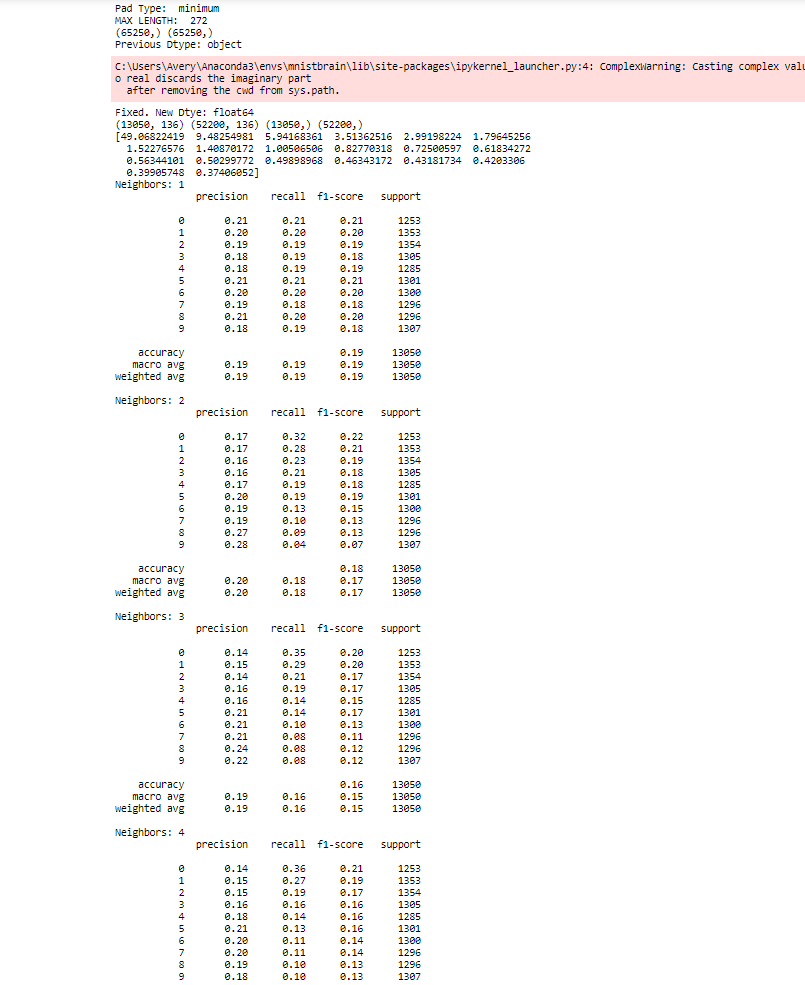 Pad Type:  minimum
MAX LENGTH:  272
(65250,) (65250,)
Previous Dtype: object
C:\Users\Avery\Anaconda3\envs\mnistbrain\lib\site-packages\ipykernel_launcher.py:4: ComplexWarning: Casting complex valu
o real discards the imaginary part
  after removing the cwd from sys.path.
Fixed. New Dtye: float64
(13050, 136) (52200, 136) (13050,) (52200,)
[49.06822419  9.48254981  5.94168361  3.51362516  2.99198224  1.79645256
  1.52276576  1.40870172  1.00506506  0.82770318  0.72500597  0.61834272
  0.56344101  0.50299772  0.49898968  0.46343172  0.43181734  0.4203306
  0.39905748  0.37406052]
Neighbors: 1
precision    recall  f1-score   support
0       0.21      0.21      0.21      1253
1       0.20      0.20      0.20      1353
2       0.19      0.19      0.19      1354
3       0.18      0.19      0.18      1305
4       0.18      0.19      0.19      1285
5       0.21      0.21      0.21      1301
6       0.20      0.20      0.20      1300
7       0.19      0.18      0.18      1296
8       0.21      0.20      0.20      1296
9       0.18      0.19      0.18      1307
accuracy                           0.19     13050
macro avg       0.19      0.19      0.19     13050
weighted avg       0.19      0.19      0.19     13050
Neighbors: 2
precision    recall  f1-score   support
0       0.17      0.32      0.22      1253
1       0.17      0.28      0.21      1353
2       0.16      0.23      0.19      1354
3       0.16      0.21      0.18      1305
4       0.17      0.19      0.18      1285
5       0.20      0.19      0.19      1301
6       0.19      0.13      0.15      1300
7       0.19      0.10      0.13      1296
8       0.27      0.09      0.13      1296
9       0.28      0.04      0.07      1307
accuracy                           0.18     13050
macro avg       0.20      0.18      0.17     13050
weighted avg       0.20      0.18      0.17     13050
Neighbors: 3
precision    recall  f1-score   support
0       0.14      0.35      0.20      1253
1       0.15      0.29      0.20      1353
2       0.14      0.21      0.17      1354
3       0.16      0.19      0.17      1305
4       0.16      0.14      0.15      1285
5       0.21      0.14      0.17      1301
6       0.21      0.10      0.13      1300
7       0.21      0.08      0.11      1296
8       0.24      0.08      0.12      1296
9       0.22      0.08      0.12      1307
accuracy                           0.16     13050
macro avg       0.19      0.16      0.15     13050
weighted avg       0.19      0.16      0.15     13050
Neighbors: 4
precision    recall  f1-score   support
0       0.14      0.36      0.21      1253
1       0.15      0.27      0.19      1353
2       0.15      0.19      0.17      1354
3       0.16      0.16      0.16      1305
4       0.18      0.14      0.16      1285
5       0.21      0.13      0.16      1301
6       0.20      0.11      0.14      1300
7       0.20      0.11      0.14      1296
8       0.19      0.10      0.13      1296
9       0.18      0.10      0.13      1307